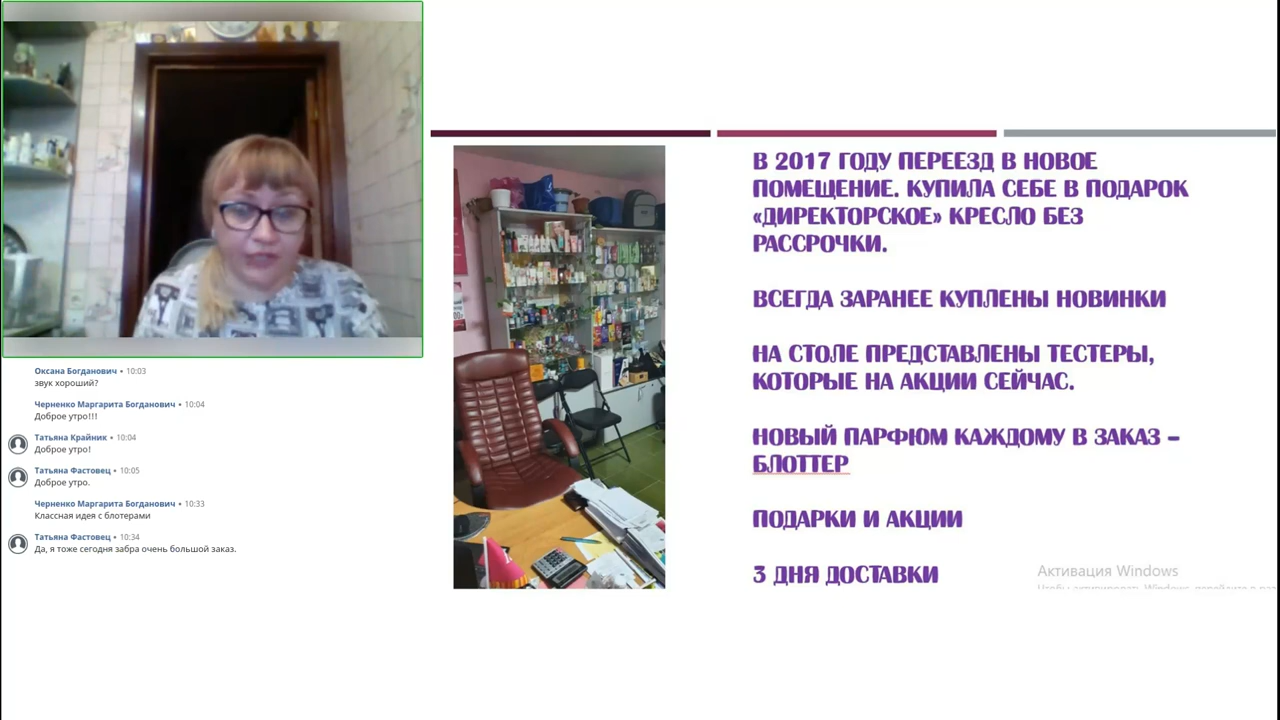 Оксана Богданович • 10:03
звук хороший?
Черненко Маргарита Богданович • 10:04
Доброе утро!!!
Татьяна Крайник • 10:04
Доброе утро!
Татьяна Фастовец • 10:05
Доброе утро.
Черненко Маргарита Богданович • 10:33
Классная идея с блотерами
Татьяна Фастовец • 10:34
Да, я тоже сегодня забра очень большой заказ.
В 2017 ГОДУ ПЕРЕЕЗД В НОВОЕ
ПОМЕЩЕНИЕ. КУПИЛА СЕБЕ В ПОДАРОК
«ДИРЕКТОРСКОЕ» КРЕСЛО БЕЗ
РАССРОЧКИ.
ВСЕГДА ЗАРАНЕЕ КУПЛЕНЫ НОВИНКИ
НА СТОЛЕ ПРЕДСТАВЛЕНЫ ТЕСТЕРЫ,
КОТОРЫЕ НА АКЦИИ СЕЙЧАС.
НОВЫЙ ПАРФЮМ КАЖДОМУ В ЗАКАЗ –
БЛОТТЕР
ПОДАРКИ И АКЦИИ
3 ДНЯ ДОСТАВКИ
Активация Windows